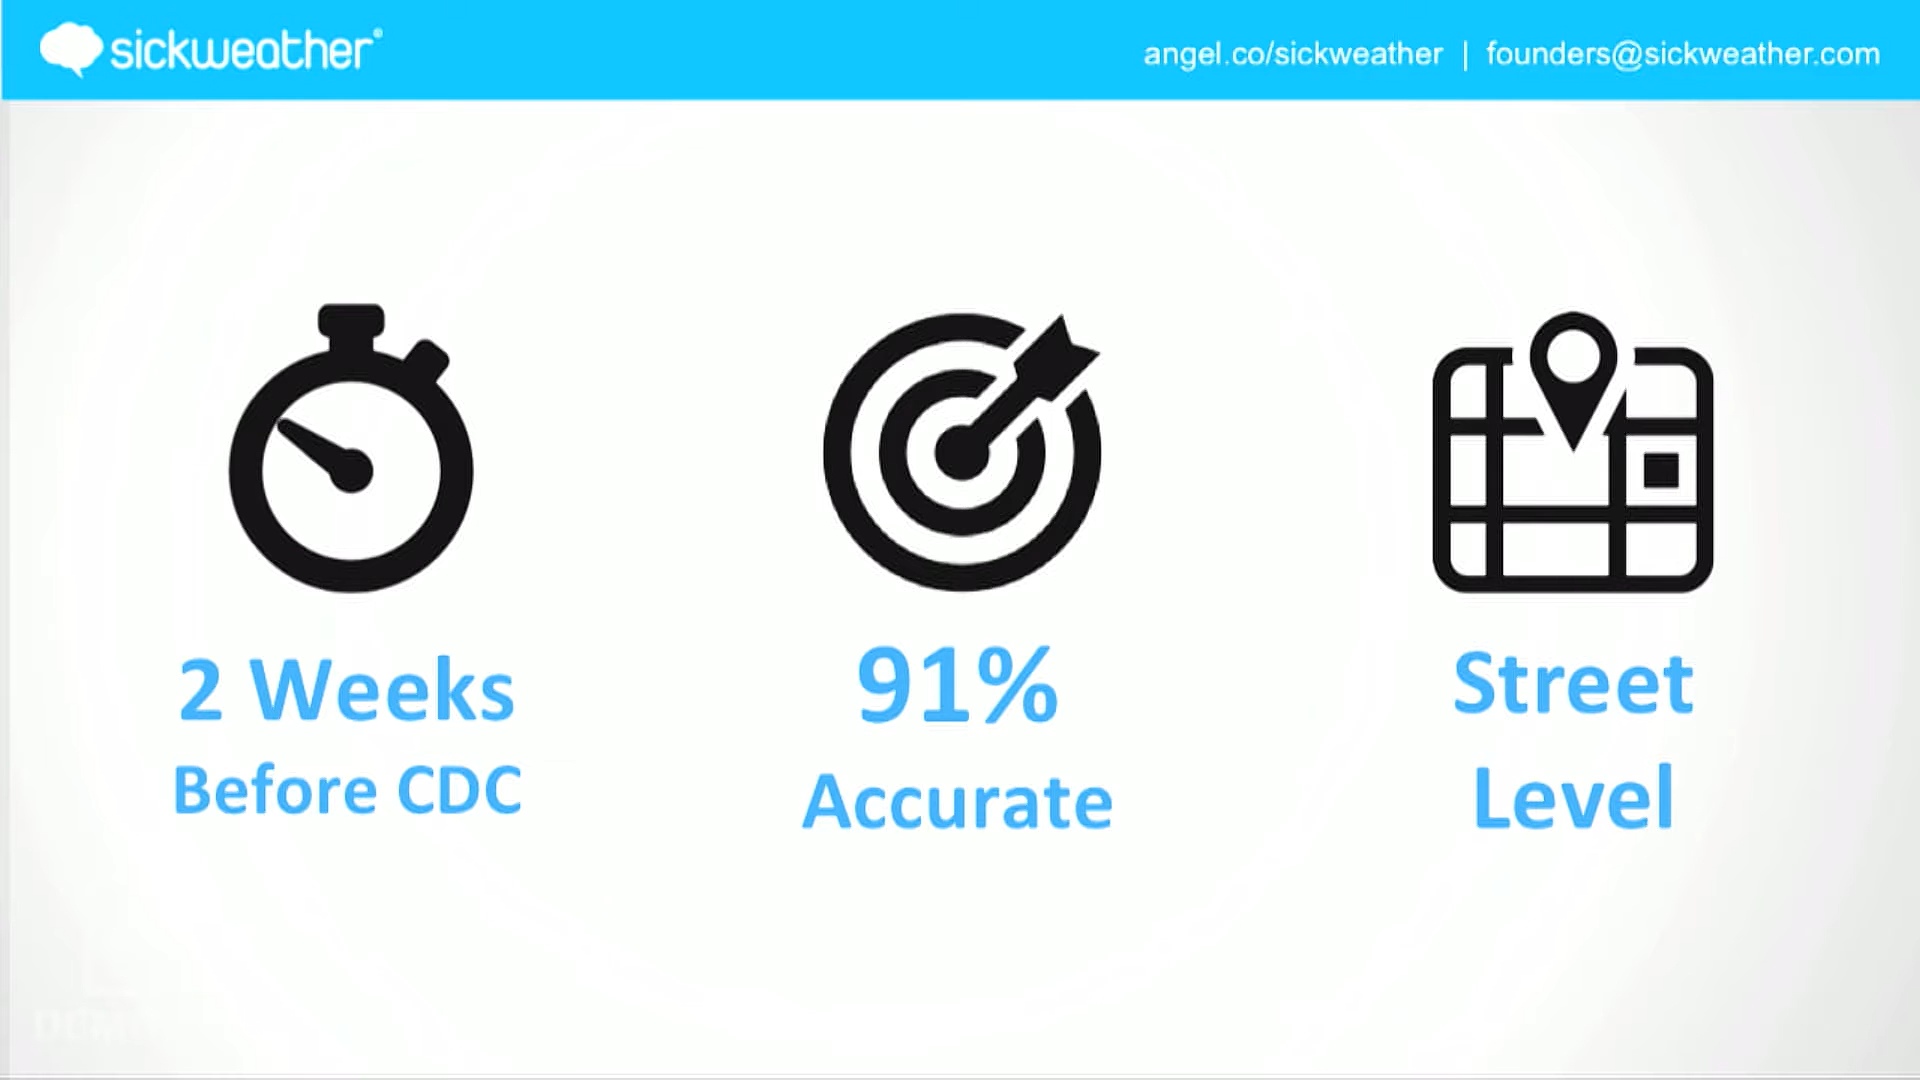 sickweather®
angel.co/sickweather | founders@sickweather.com
2 Weeks
Before CDC
91%
Accurate
Street
Level